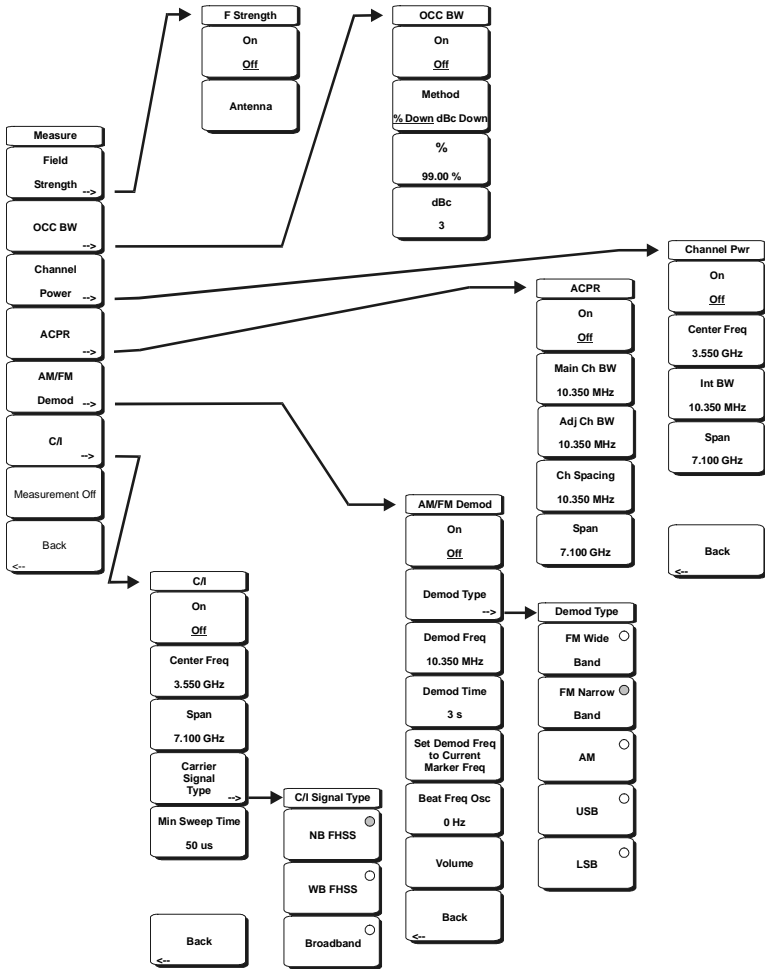 F Strength
On
Off
Antenna
OCC BW
On
Off
Method
% Down dBc Down
%
99.00 %
dBc
3
Measure
Field
Strength -->
OCC BW
-->
Channel
Power -->
ACPR
-->
AM/FM
Demod -->
C/I
-->
Measurement Off
Back
<--
Channel Pwr
On
Off
Center Freq
3.550 GHz
Int BW
10.350 MHz
Span
7.100 GHz
Back
<--
ACPR
On
Off
Main Ch BW
10.350 MHz
Adj Ch BW
10.350 MHz
Ch Spacing
10.350 MHz
Span
7.100 GHz
AM/FM Demod
On
Off
Demod Type
-->
Demod Freq
10.350 MHz
Demod Time
3 s
Set Demod Freq
to Current
Marker Freq
Beat Freq Osc
0 Hz
Volume
Back
<--
Demod Type
FM Wide
Band
FM Narrow
Band
AM
USB
LSB
C/I
On
Off
Center Freq
3.550 GHz
Span
7.100 GHz
Carrier
Signal
Type -->
Min Sweep Time
50 us
Back
<--
C/I Signal Type
NB FHSS
WB FHSS
Broadband